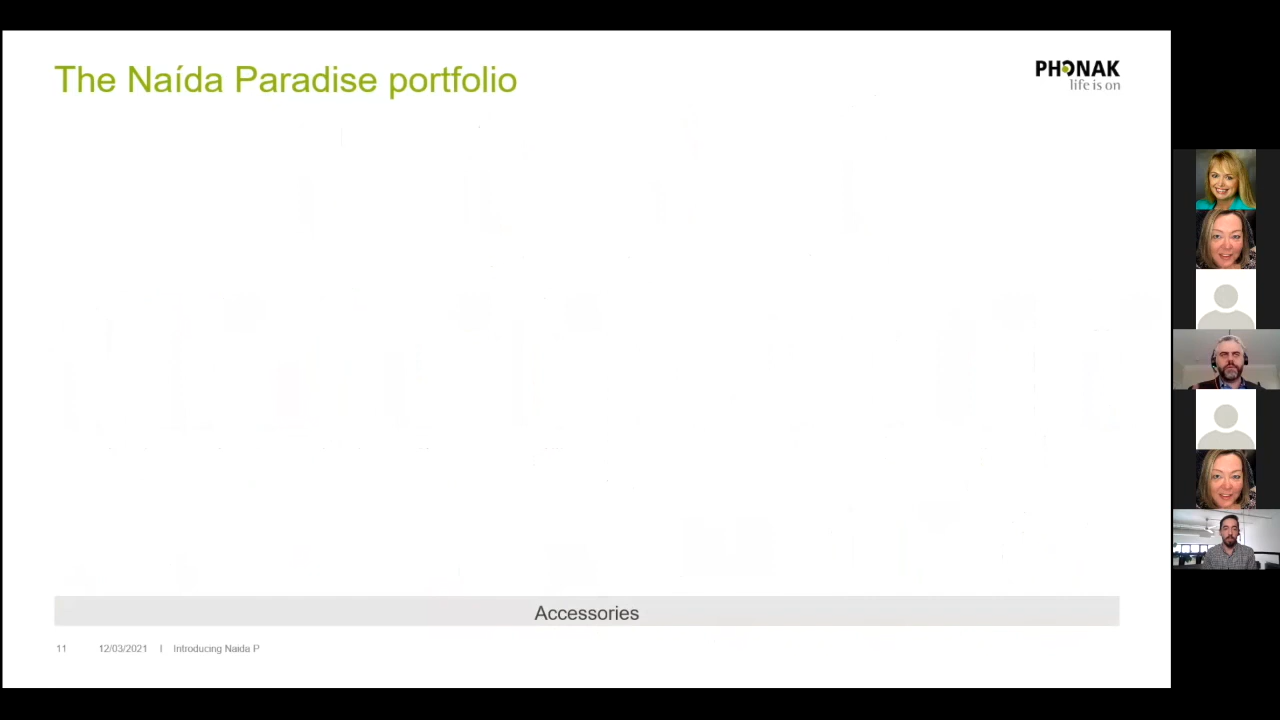 The Naída Paradise portfolio
PHONAK
life is on
Accessories
11 12/03/2021 I Introducing Naida P